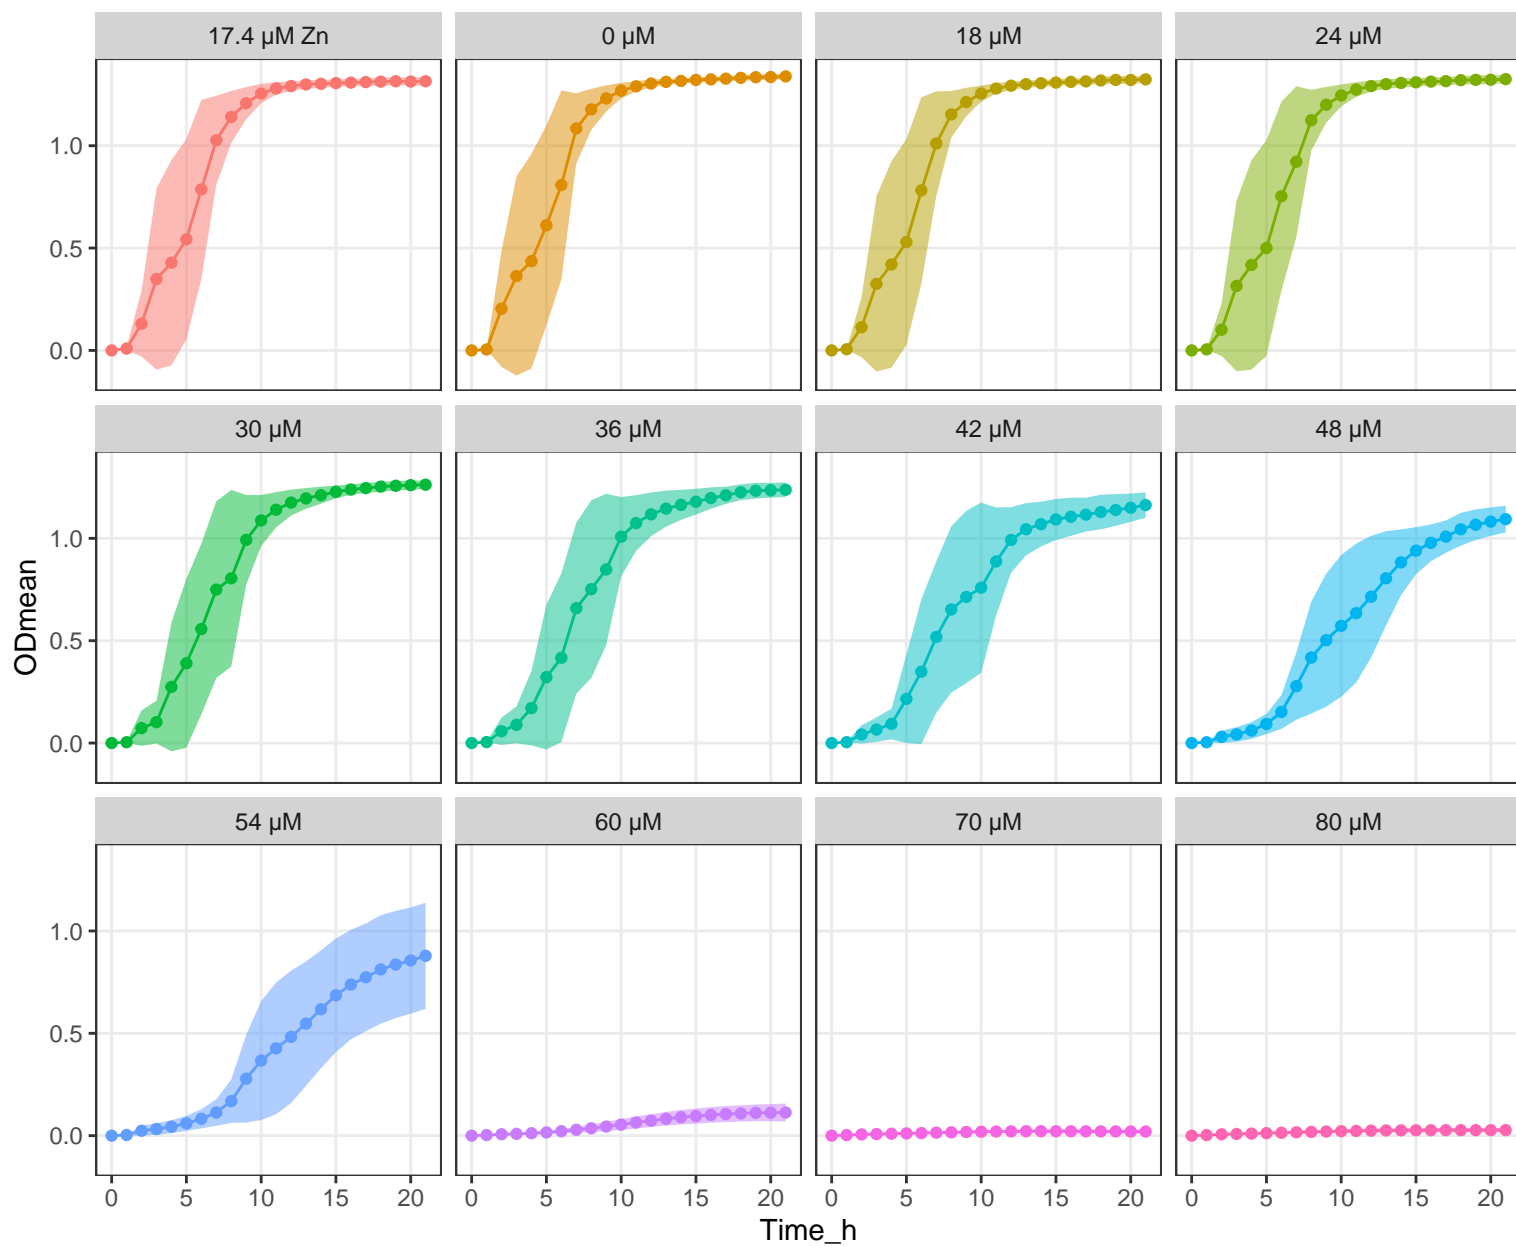 17.4 µM Zn
0 µM
18 µM
24 µM
1.0
0.5
0.0
30 µM
36 µM
42 µM
48 µM
1.0
0.5
0.0
ODmean
54 µM
60 µM
70 µM
80 µM
1.0
0.5
0.0
0 5 10 15 20 0 5 10 15 20 0 5 10 15 20 0 5 10 15 20
Time_h